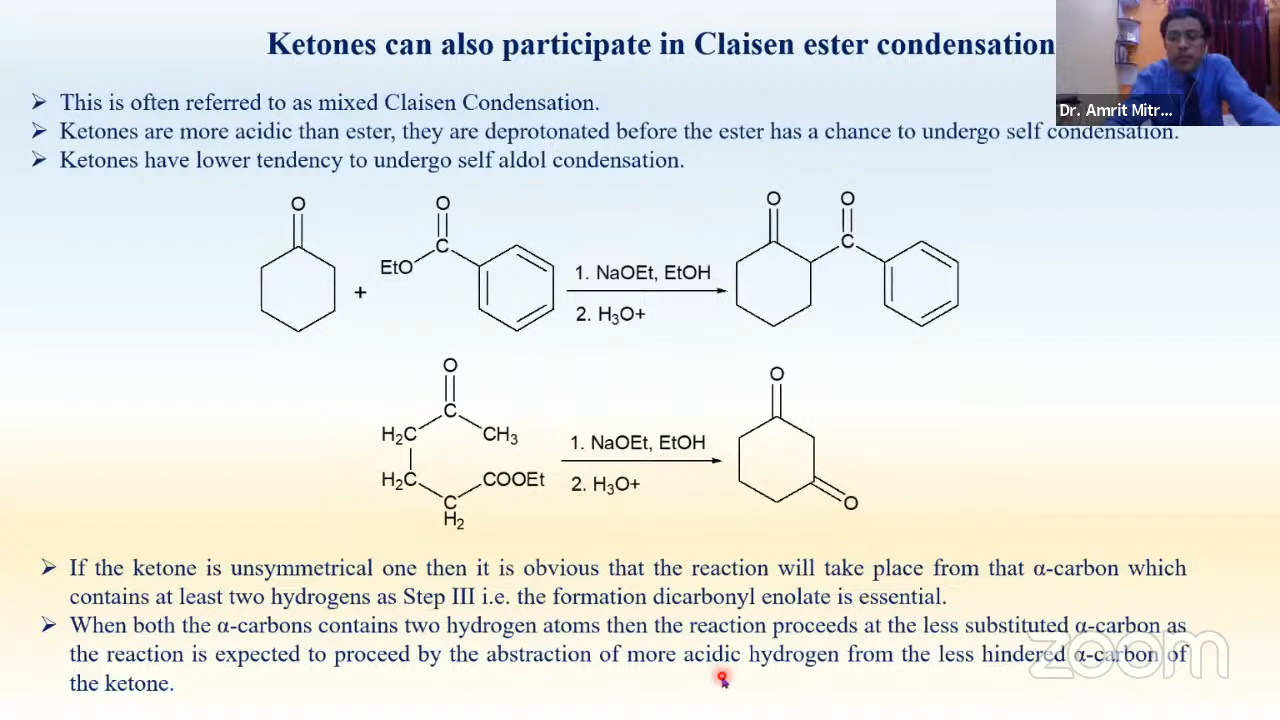 Ketones can also participate in Claisen ester condensation
Dr. Amrit Mitr...
➢ This is often referred to as mixed Claisen Condensation.
➢ Ketones are more acidic than ester, they are deprotonated before the ester has a chance to undergo self condensation.
➢ Ketones have lower tendency to undergo self aldol condensation.
O
O
C
EtO
+
1. NaOEt, EtOH
2. H₃O+
O
O
C
O
C
H₂C
CH₃
H₂C
COOEt
C
H₂
1. NaOEt, EtOH
2. H₃O+
O
O
➢ If the ketone is unsymmetrical one then it is obvious that the reaction will take place from that α-carbon which
contains at least two hydrogens as Step III i.e. the formation dicarbonyl enolate is essential.
➢ When both the α-carbons contains two hydrogen atoms then the reaction proceeds at the less substituted α-carbon as
the reaction is expected to proceed by the abstraction of more acidic hydrogen from the less hindered α-carbon of
the ketone.
zoom